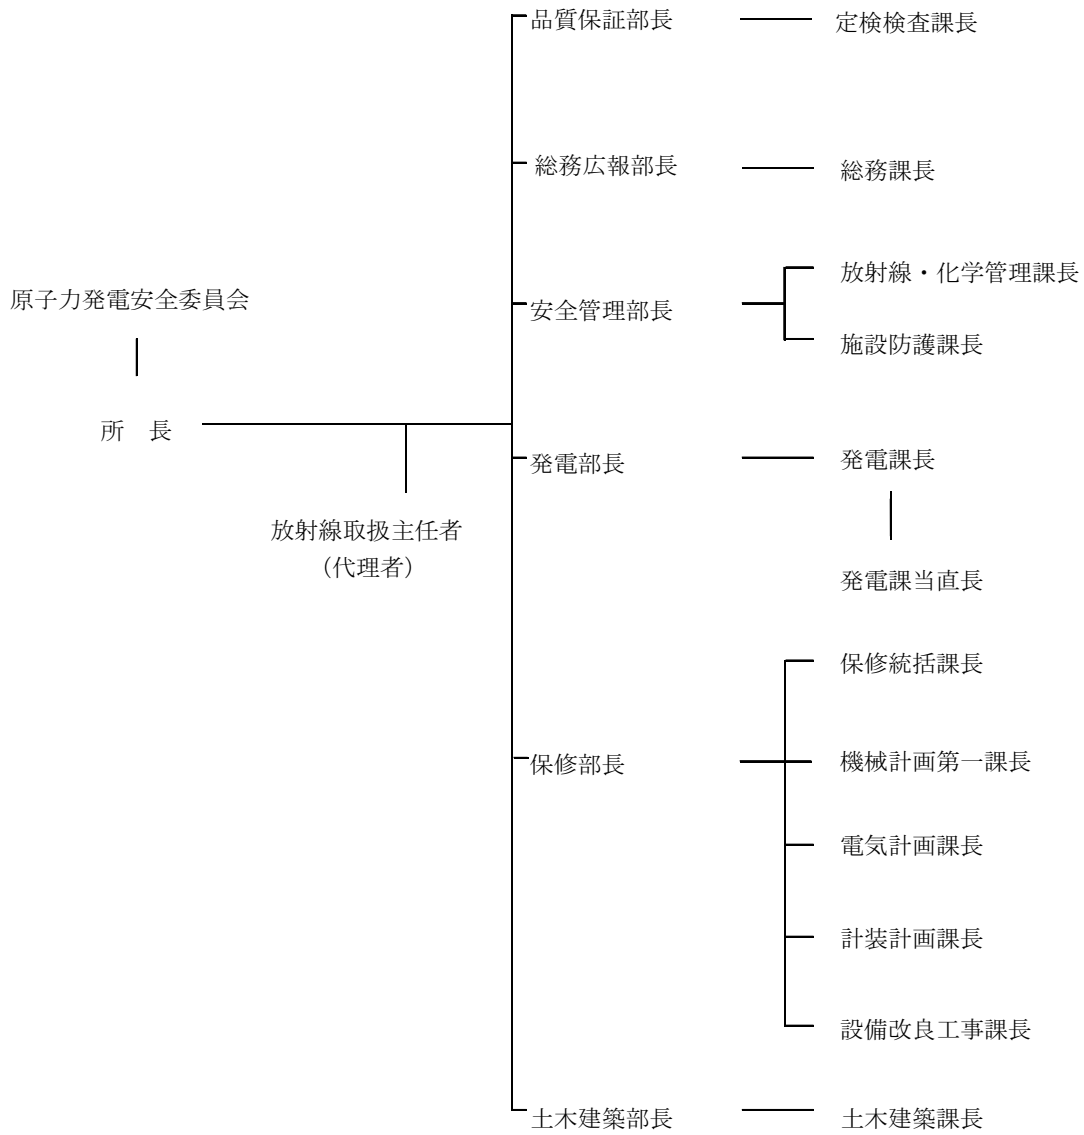 品質保証部長
定検検査課長
総務広報部長
総務課長
原子力発電安全委員会
安全管理部長
放射線・化学管理課長
施設防護課長
所　長
放射線取扱主任者
（代理者）
発電部長
発電課長
発電課当直長
保修部長
保修統括課長
機械計画第一課長
電気計画課長
計装計画課長
設備改良工事課長
土木建築部長
土木建築課長